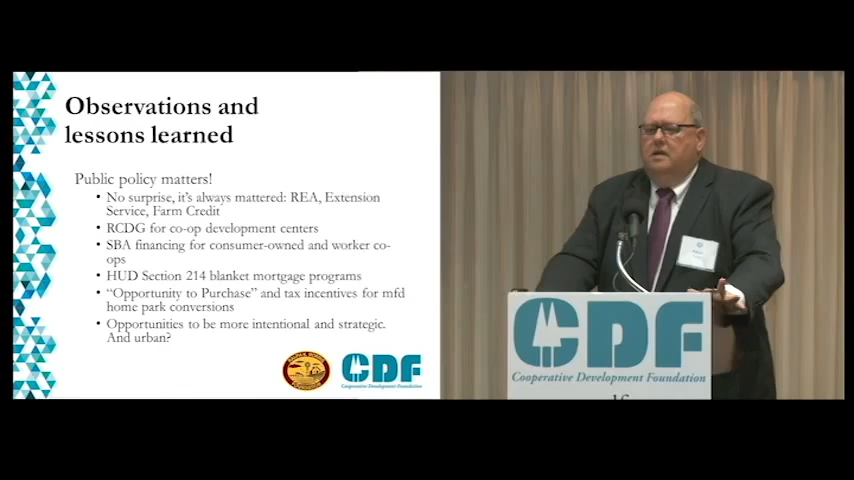 Observations and
lessons learned
Public policy matters!
• No surprise, it's always mattered: REA, Extension
Service, Farm Credit
• RCDG for co-op development centers
• SBA financing for consumer-owned and worker co-
ops
• HUD Section 214 blanket mortgage programs
• “Opportunity to Purchase” and tax incentives for mfd
home park conversions
• Opportunities to be more intentional and strategic.
And urban?
CDF
Cooperative Development Foundation
CDF
Cooperative Development Foundation